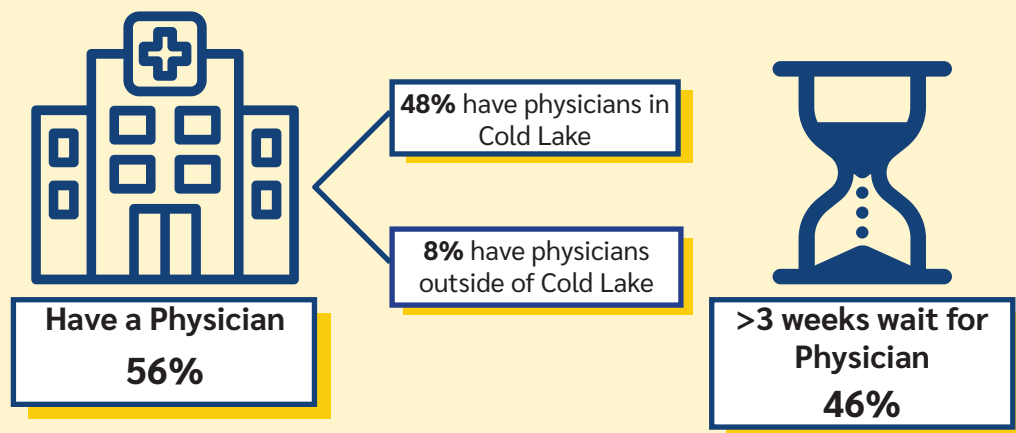 48% have physicians in
Cold Lake
8% have physicians
outside of Cold Lake
Have a Physician
56%
>3 weeks wait for
Physician
46%